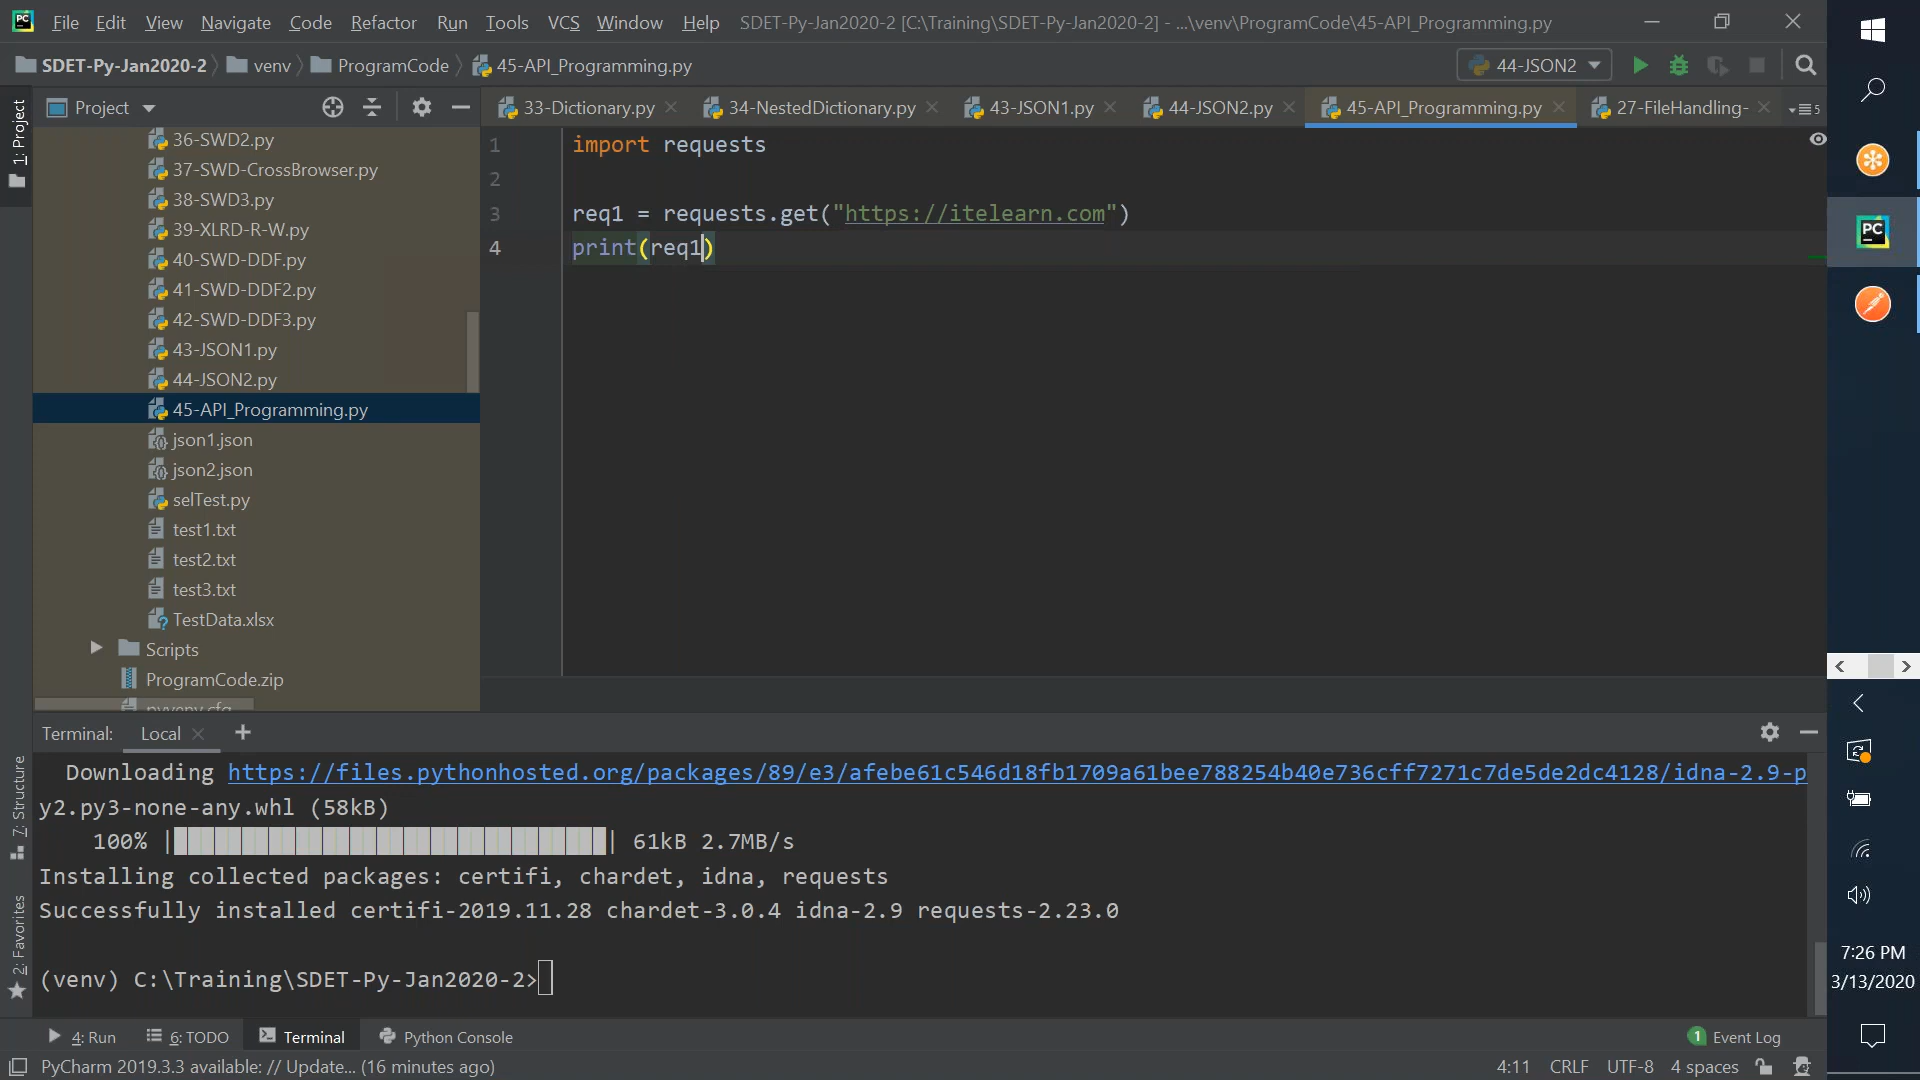 File Edit View Navigate Code Refactor Run Tools VCS Window Help SDET-Py-Jan2020-2 [C:\Training\SDET-Py-Jan2020-2] - ...\venv\ProgramCode\45-API_Programming.py
SDET-Py-Jan2020-2 venv ProgramCode 45-API_Programming.py 44-JSON2
Project 33-Dictionary.py 34-NestedDictionary.py 43-JSON1.py 44-JSON2.py 45-API_Programming.py 27-FileHandling- 5
1: Project
36-SWD2.py
37-SWD-CrossBrowser.py
38-SWD3.py
39-XLRD-R-W.py
40-SWD-DDF.py
41-SWD-DDF2.py
42-SWD-DDF3.py
43-JSON1.py
44-JSON2.py
45-API_Programming.py
json1.json
json2.json
selTest.py
test1.txt
test2.txt
test3.txt
TestData.xlsx
Scripts
ProgramCode.zip
pyvenv.cfg
1 import requests
2
3 req1 = requests.get("https://itelearn.com")
4 print(req1)
PC
7: Structure
2: Favorites
Terminal: Local
Downloading https://files.pythonhosted.org/packages/89/e3/afebe61c546d18fb1709a61bee788254b40e736cff7271c7de5de2dc4128/idna-2.9-p
y2.py3-none-any.whl (58kB)
100% | | 61kB 2.7MB/s
Installing collected packages: certifi, chardet, idna, requests
Successfully installed certifi-2019.11.28 chardet-3.0.4 idna-2.9 requests-2.23.0
(venv) C:\Training\SDET-Py-Jan2020-2>
4: Run 6: TODO Terminal Python Console 1 Event Log
PyCharm 2019.3.3 available: // Update... (16 minutes ago) 4:11 CRLF UTF-8 4 spaces
7:26 PM
3/13/2020